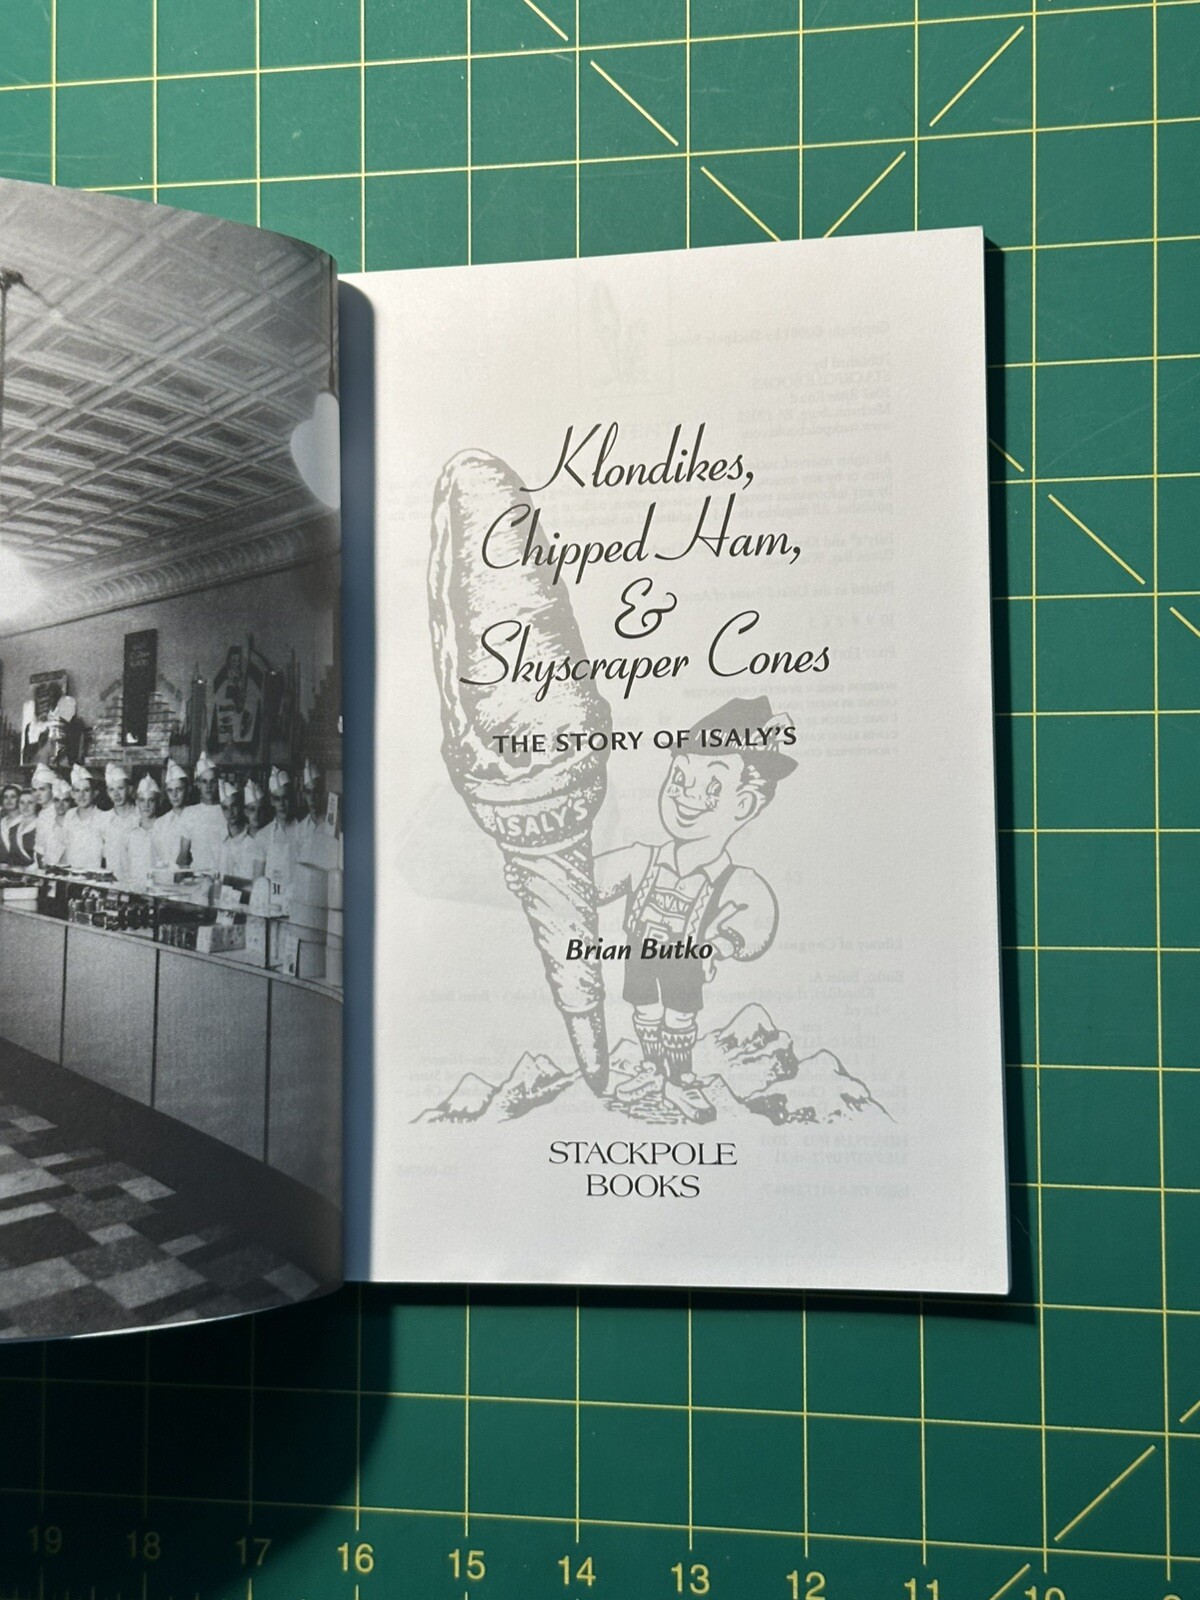 Klondikes,
Chipped Ham,
&
Skyscraper Cones
THE STORY OF ISALY'S
ISALY'S
Brian Butko
STACKPOLE
BOOKS
19 18 17 16 15 14 13 12 11 10